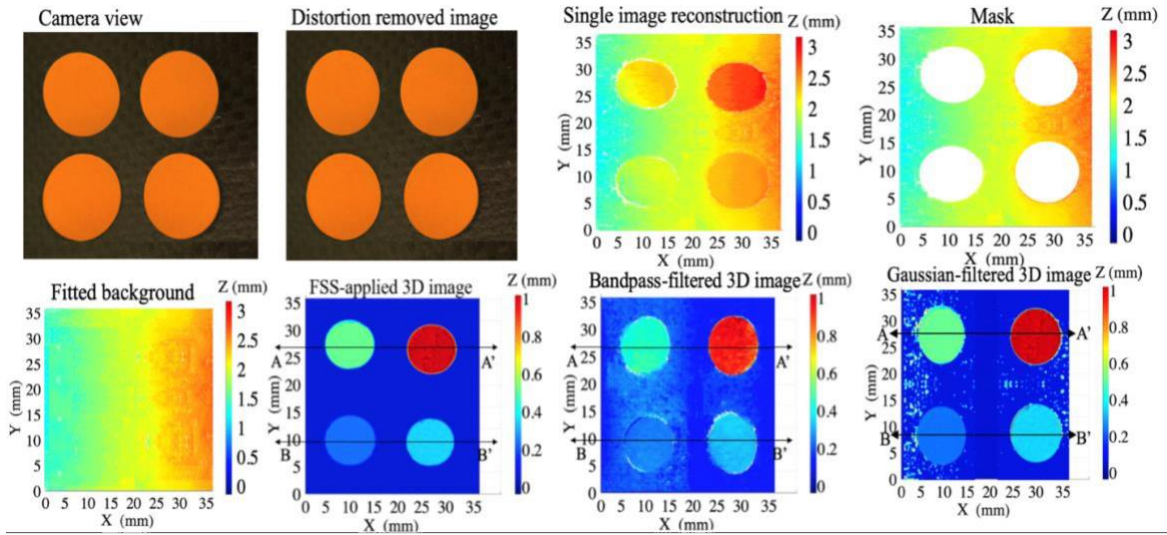 Camera view
Distortion removed image
Single image reconstruction
Z (mm)
3
2.5
2
1.5
1
0.5
0
Y (mm)
35
30
25
20
15
10
5
0
0 5 10 15 20 25 30 35
X (mm)
Mask
Z (mm)
3
2.5
2
1.5
1
0.5
0
Y (mm)
35
30
25
20
15
10
5
0
0 5 10 15 20 25 30 35
X (mm)
Fitted background
Z (mm)
3
2.5
2
1.5
1
0.5
0
Y (mm)
35
30
25
20
15
10
5
0
0 5 10 15 20 25 30 35
X (mm)
FSS-applied 3D image
Z (mm)
1
0.8
0.6
0.4
0.2
0
Y (mm)
35
30
25
20
15
10
5
0
A A'
B B'
0 5 10 15 20 25 30 35
X (mm)
Bandpass-filtered 3D image
Z (mm)
1
0.8
0.6
0.4
0.2
0
Y (mm)
35
30
25
20
15
10
5
0
A A'
B B'
0 5 10 15 20 25 30 35
X (mm)
Gaussian-filtered 3D image
Z (mm)
1
0.8
0.6
0.4
0.2
0
Y (mm)
35
30
25
20
15
10
5
0
A A'
B B'
0 5 10 15 20 25 30 35
X (mm)